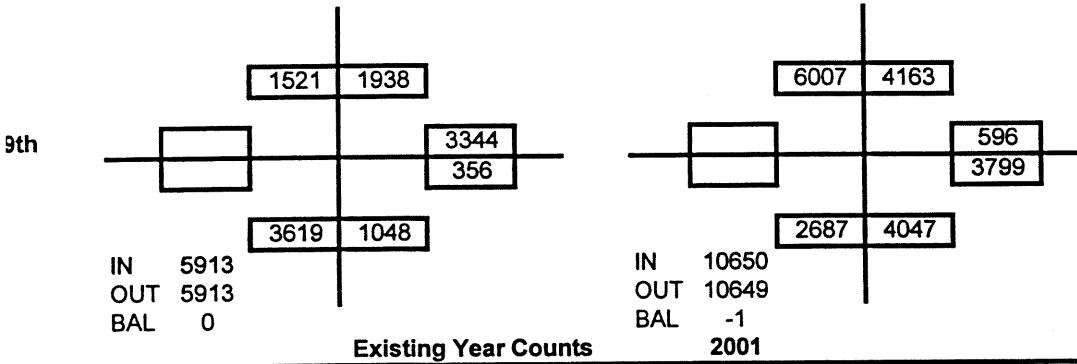 1521 1938 6007 4163
9th
3344 596
356 3799
3619 1048 2687 4047
IN 5913 IN 10650
OUT 5913 OUT 10649
BAL 0 BAL -1
Existing Year Counts 2001